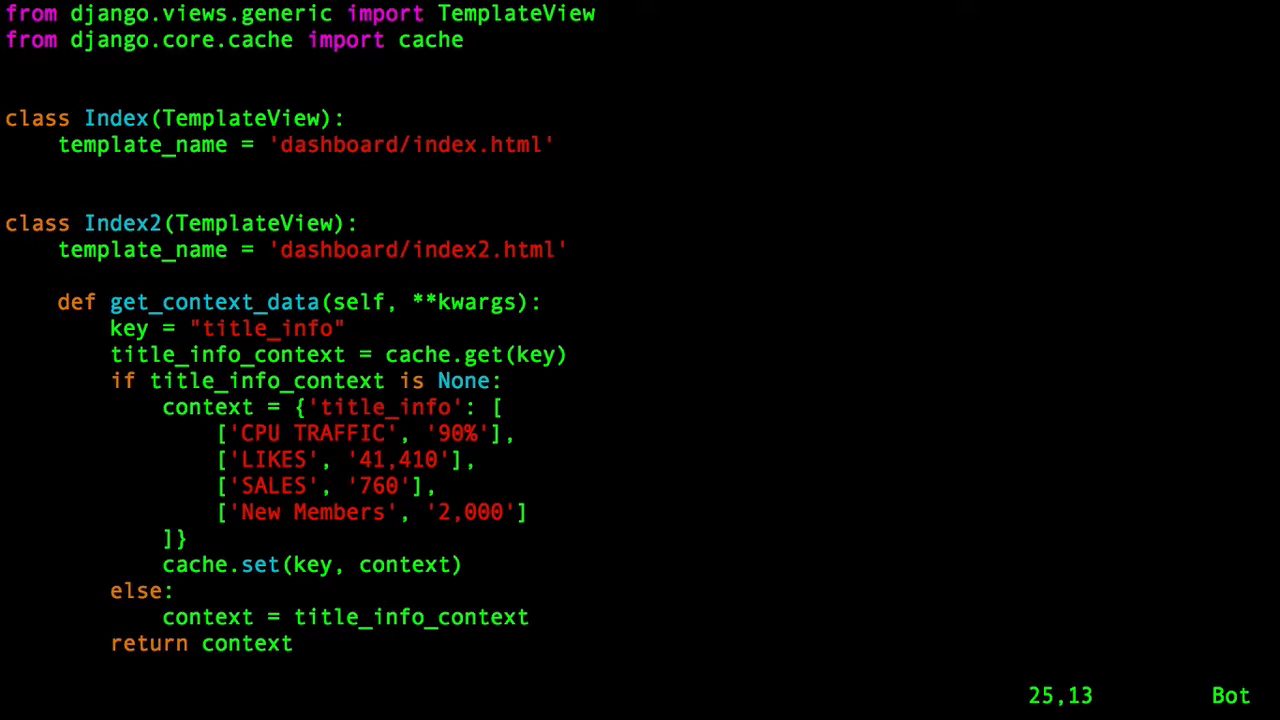 from django.views.generic import TemplateView
from django.core.cache import cache
class Index(TemplateView):
    template_name = 'dashboard/index.html'
class Index2(TemplateView):
    template_name = 'dashboard/index2.html'
    def get_context_data(self, **kwargs):
        key = "title_info"
        title_info_context = cache.get(key)
        if title_info_context is None:
            context = {'title_info': [
                ['CPU TRAFFIC', '90%'],
                ['LIKES', '41,410'],
                ['SALES', '760'],
                ['New Members', '2,000']
            ]}
            cache.set(key, context)
        else:
            context = title_info_context
        return context
25,13 Bot